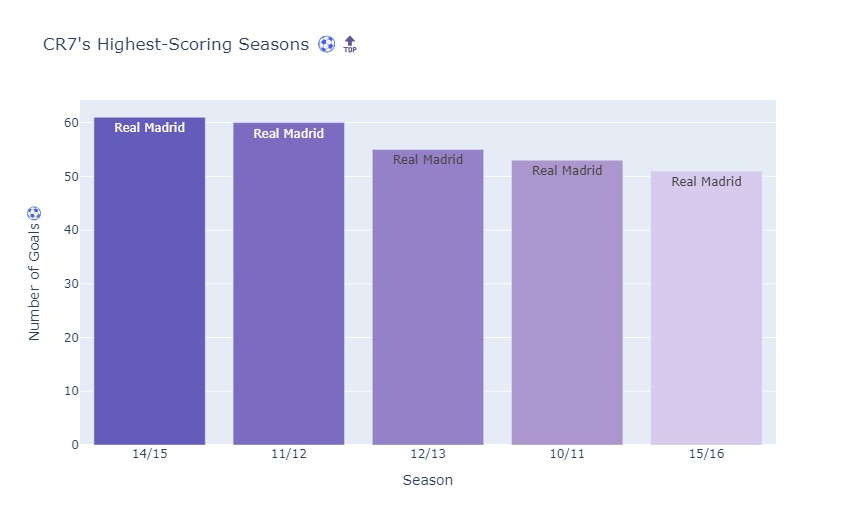 CR7's Highest-Scoring Seasons ⚽ 🔝
Number of Goals ⚽
60
50
40
30
20
10
0
Real Madrid
Real Madrid
Real Madrid
Real Madrid
Real Madrid
14/15
11/12
12/13
10/11
15/16
Season